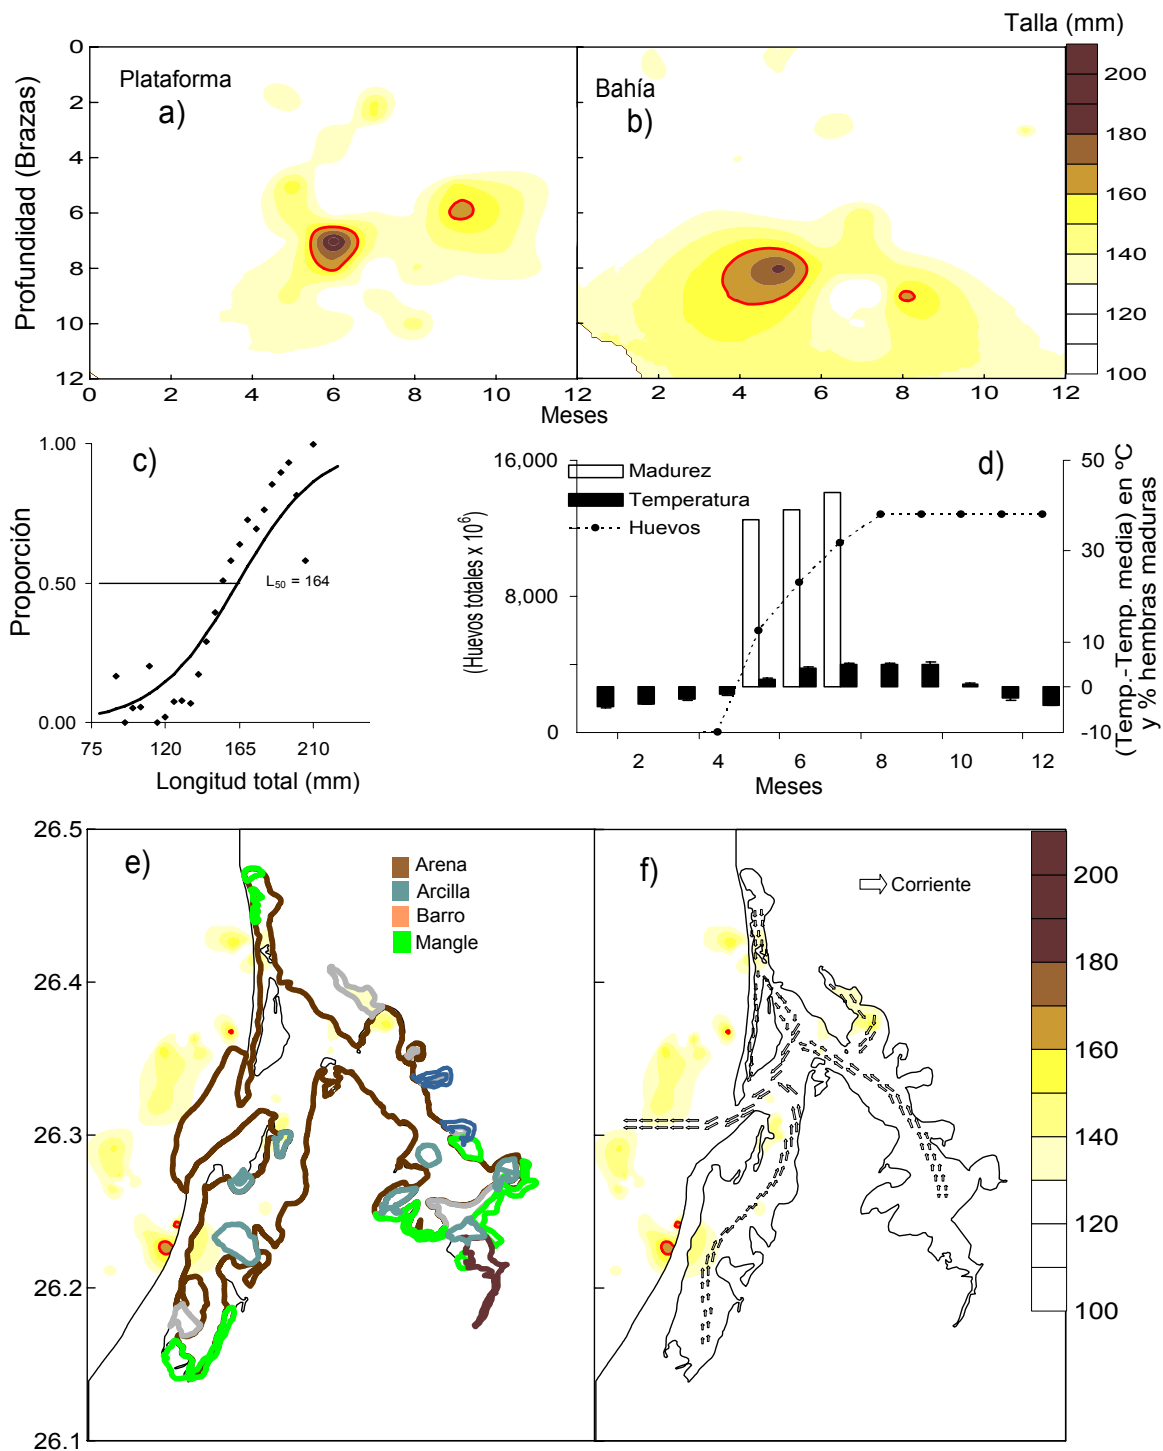 Talla (mm)
Profundidad (Brazas)
0
2
4
6
8
10
12
Plataforma
a)
Bahía
b)
200
180
160
140
120
100
0
2
4
6
8
10
12
2
4
6
8
10
12
Meses
c)
Proporción
1.00
0.50
0.00
L50 = 164
75
120
165
210
Longitud total (mm)
d)
(Huevos totales x 10⁶)
16,000
8,000
0
Madurez
Temperatura
Huevos
50
30
10
0
-10
(Temp.-Temp. media) en ºC
y % hembras maduras
2
4
6
8
10
12
Meses
26.5
26.4
26.3
26.2
26.1
e)
Arena
Arcilla
Barro
Mangle
f)
Corriente
200
180
160
140
120
100